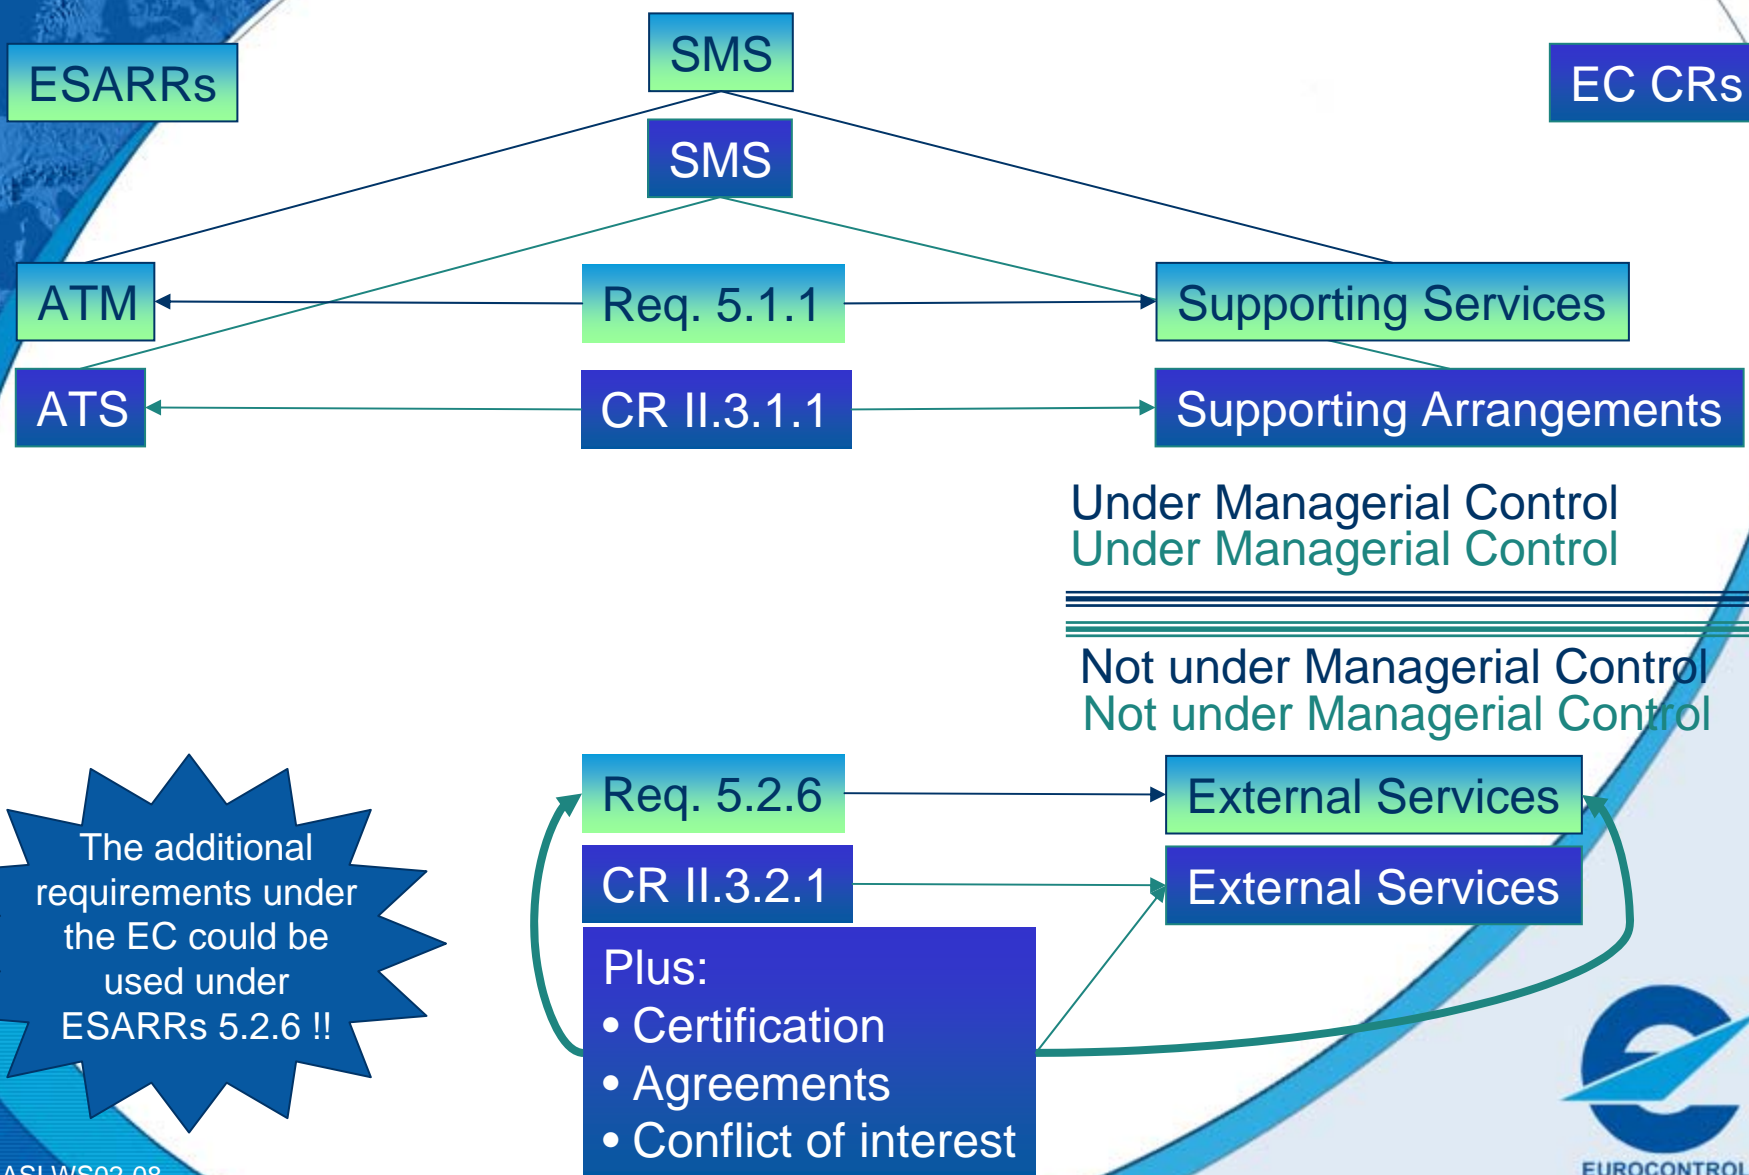 ESARRs
SMS
EC CRs
SMS
ATM
Req. 5.1.1
Supporting Services
ATS
CR II.3.1.1
Supporting Arrangements
Under Managerial Control
Under Managerial Control
Not under Managerial Control
Not under Managerial Control
Req. 5.2.6
External Services
CR II.3.2.1
External Services
The additional
requirements under
the EC could be
used under
ESARRs 5.2.6 !!
Plus:
• Certification
• Agreements
• Conflict of interest
ASI WS02-08
EUROCONTROL